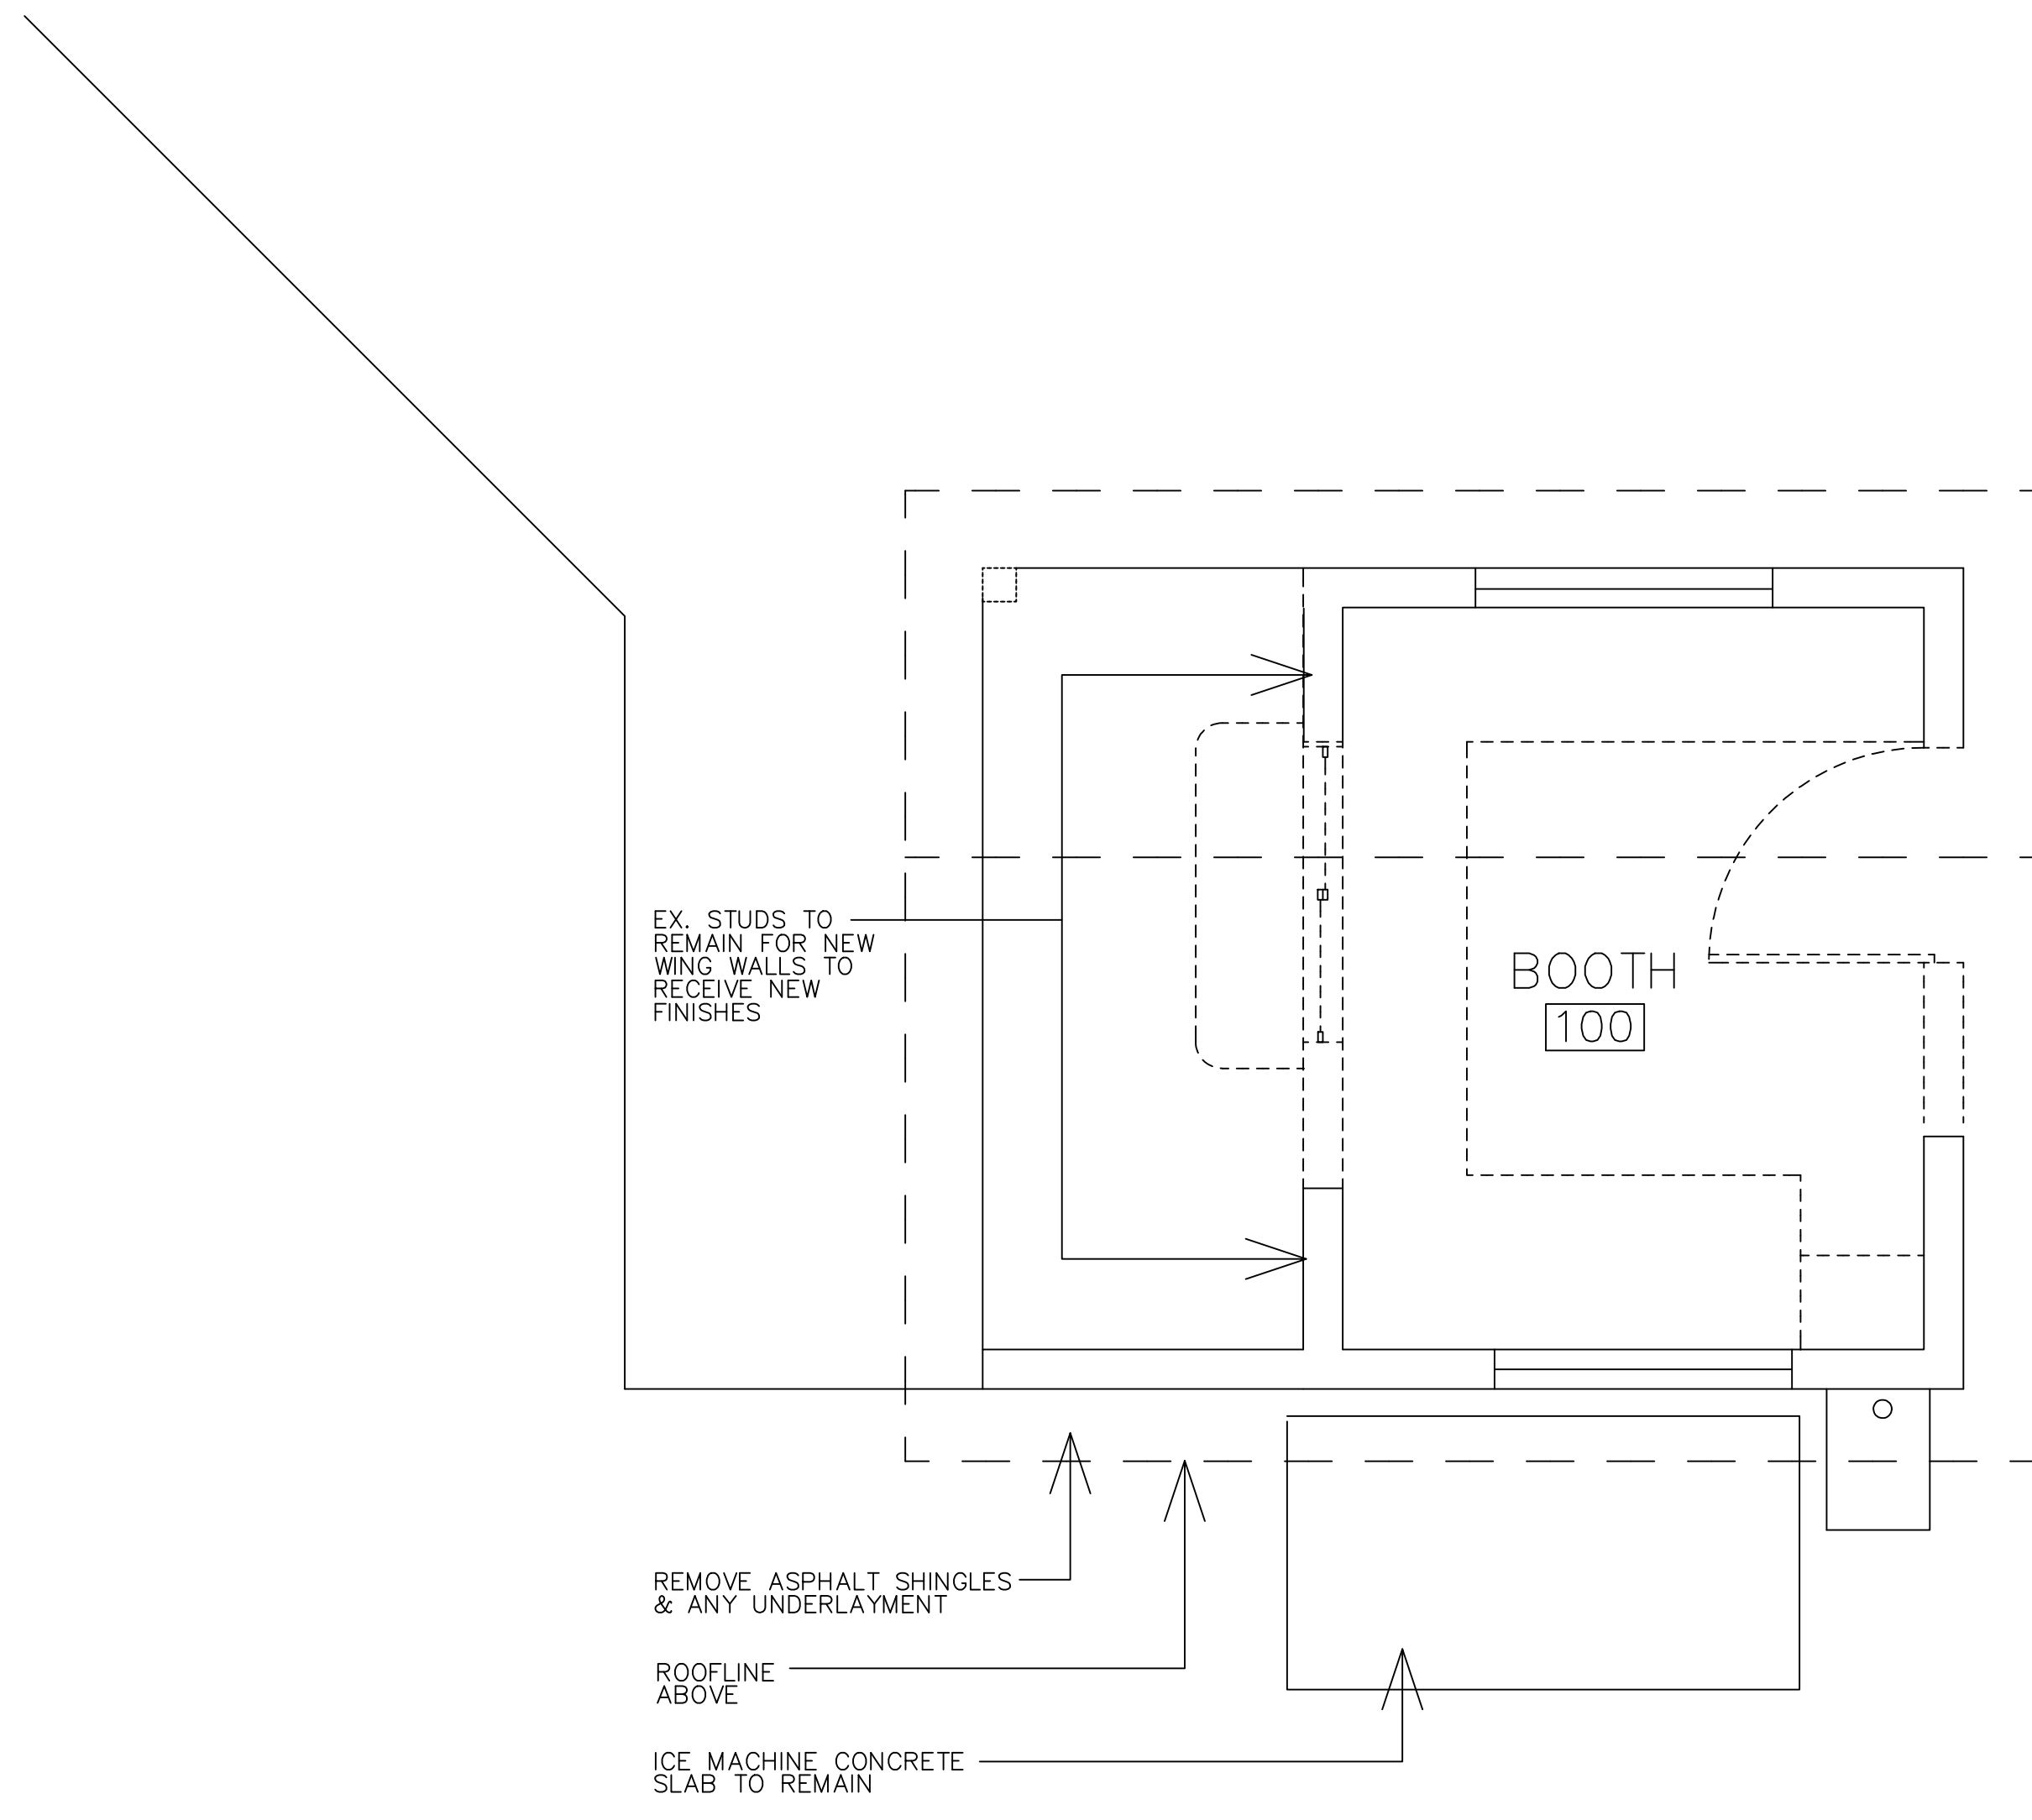 EX. STUDS TO
REMAIN FOR NEW
WING WALLS TO
RECEIVE NEW
FINISHES
BOOTH
100
REMOVE ASPHALT SHINGLES
& ANY UNDERLAYMENT
ROOFLINE
ABOVE
ICE MACHINE CONCRETE
SLAB TO REMAIN